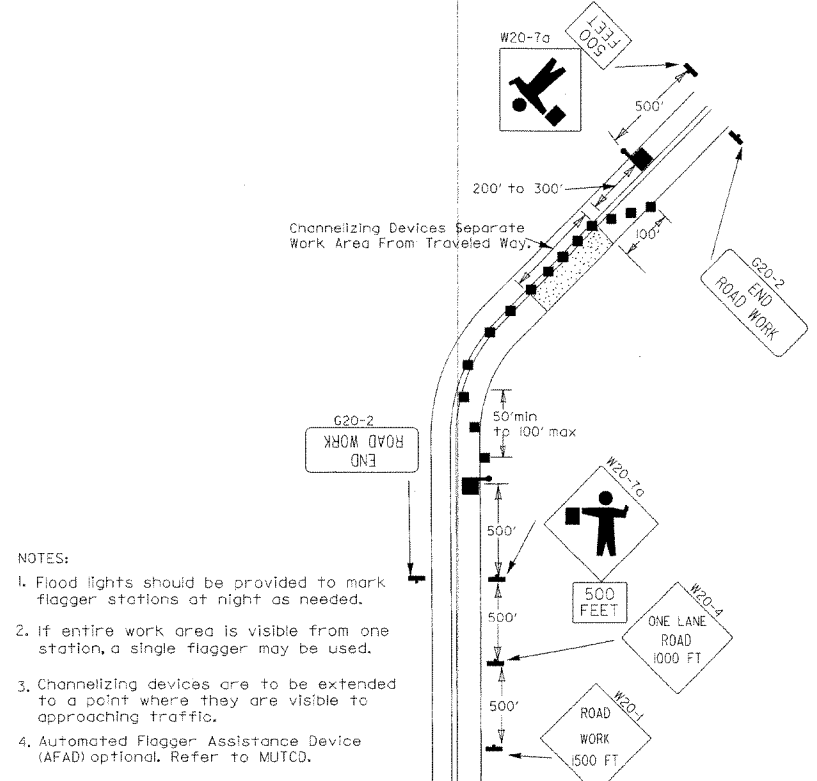 W20-7a
500
FEET
500'
200' to 300'
Channelizing Devices Separate
Work Area From Traveled Way.
100'
G20-2
END
ROAD WORK
50'min
to 100' max
G20-2
END
ROAD WORK
W20-7a
500'
500
FEET
NOTES:
1. Flood lights should be provided to mark
flagger stations at night as needed.
500'
W20-4
ONE LANE
ROAD
1000 FT
2. If entire work area is visible from one
station, a single flagger may be used.
3. Channelizing devices are to be extended
to a point where they are visible to
approaching traffic.
500'
W20-1
ROAD
WORK
1500 FT
4. Automated Flagger Assistance Device
(AFAD) optional. Refer to MUTCD.